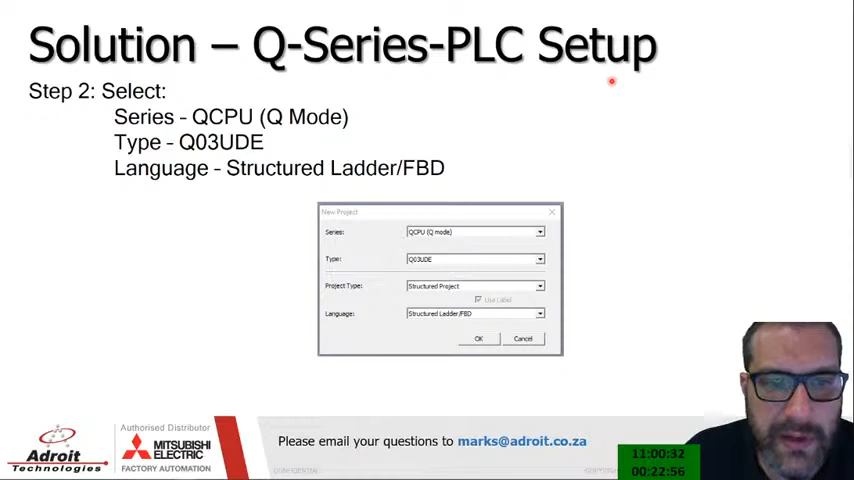 Solution – Q-Series-PLC Setup
Step 2: Select:
Series - QCPU (Q Mode)
Type - Q03UDE
Language - Structured Ladder/FBD
New Project
Series: QCPU (Q mode)
Type: Q03UDE
Project Type: Structured Project
Use Label
Language: Structured Ladder/FBD
OK Cancel
Adroit
Technologies
Authorised Distributor
MITSUBISHI
ELECTRIC
FACTORY AUTOMATION
Please email your questions to marks@adroit.co.za
CONFIDENTIAL
11:00:32
00:22:56